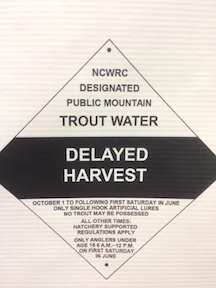 NCWRC
DESIGNATED
PUBLIC MOUNTAIN
TROUT WATER
DELAYED
HARVEST
OCTOBER 1 TO FOLLOWING FIRST SATURDAY IN JUNE
ONLY SINGLE HOOK ARTIFICIAL LURES
NO TROUT MAY BE POSSESSED
ALL OTHER TIMES:
HATCHERY SUPPORTED
REGULATIONS APPLY
ONLY ANGLERS UNDER
AGE 16 6 A.M.–12 P.M.
ON FIRST SATURDAY
IN JUNE